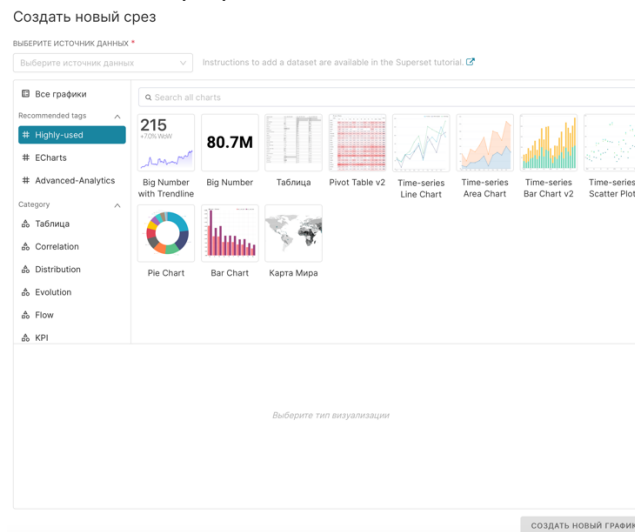 Создать новый срез
ВЫБЕРИТЕ ИСТОЧНИК ДАННЫХ *
Выберите источник данных
Instructions to add a dataset are available in the Superset tutorial.
Все графики
Recommended tags
# Highly-used
# ECharts
# Advanced-Analytics
Category
Таблица
Correlation
Distribution
Evolution
Flow
KPI
Search all charts
215
+70% WoW
80.7M
Big Number with Trendline
Big Number
Таблица
Pivot Table v2
Time-series Line Chart
Time-series Area Chart
Time-series Bar Chart v2
Time-series Scatter Plot
Pie Chart
Bar Chart
Карта Мира
Выберите тип визуализации
СОЗДАТЬ НОВЫЙ ГРАФИК